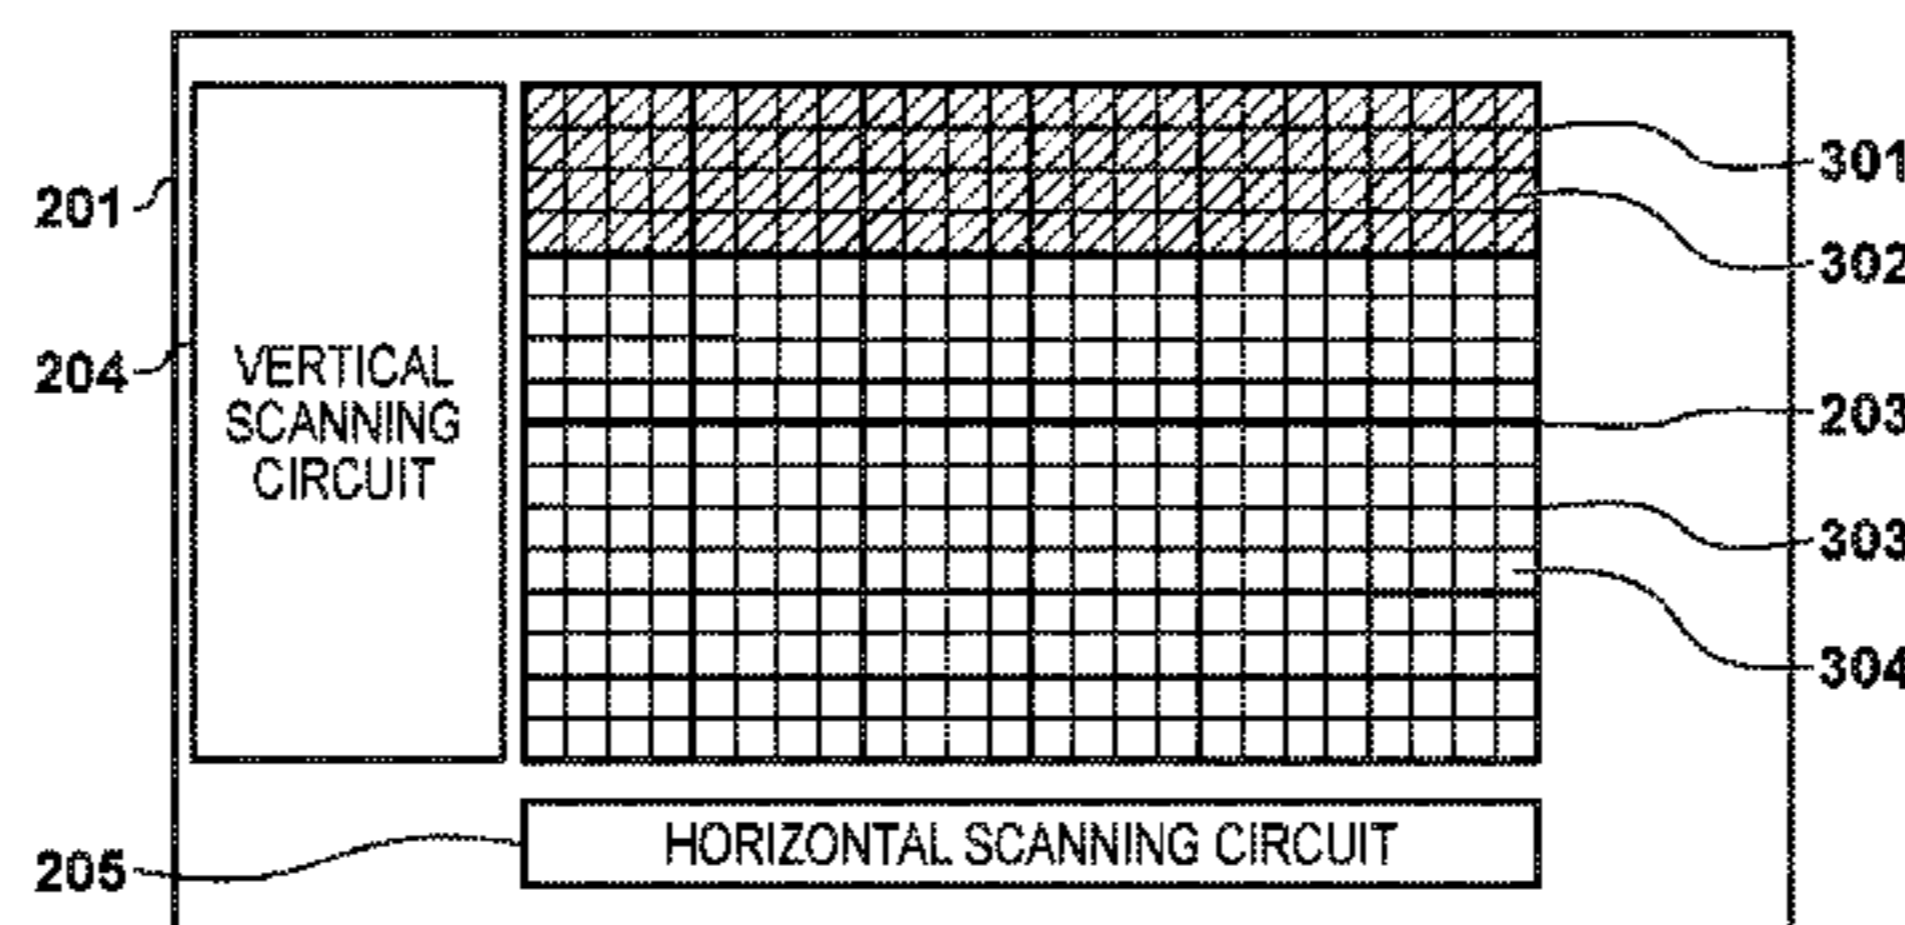 301
201
302
204
VERTICAL
SCANNING
CIRCUIT
203
303
304
HORIZONTAL SCANNING CIRCUIT
205